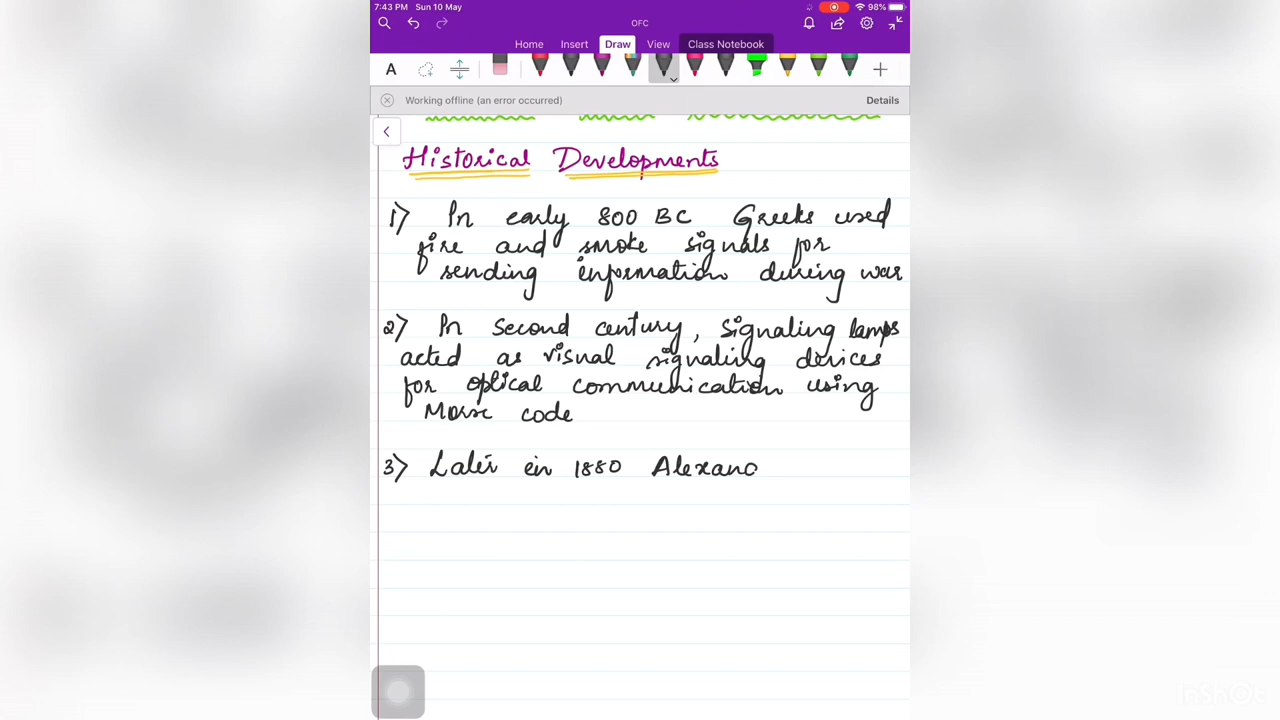 7:43 PM Sun 10 May 98%
OFC
Home Insert Draw View Class Notebook
A
Working offline (an error occurred) Details
Historical Developments
1) In early 800 BC Greeks used
fire and smoke signals for
sending information during war
2) In second century, signaling lamps
acted as visual signaling devices
for optical communication using
Morse code
3) Later in 1880 Alexand
InShOt